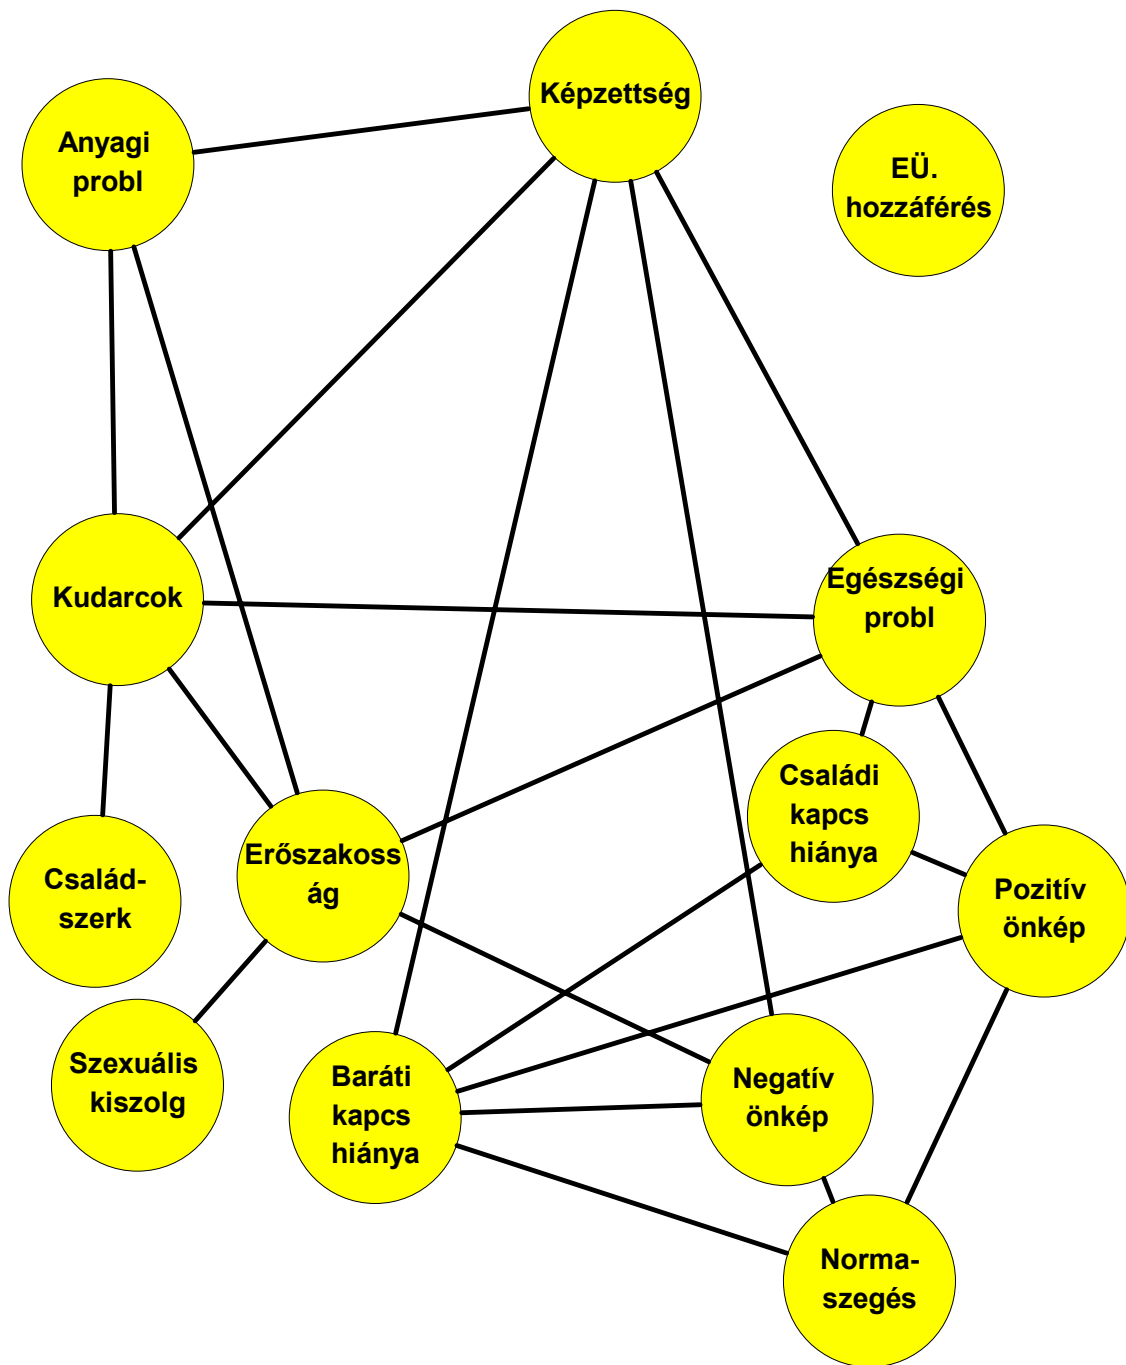 Képzettség
Anyagi
probl
EÜ.
hozzáférés
Kudarcok
Egészségi
probl
Családi
kapcs
hiánya
Erőszakoss
ág
Család-
szerk
Pozitív
önkép
Szexuális
kiszolg
Baráti
kapcs
hiánya
Negatív
önkép
Norma-
szegés